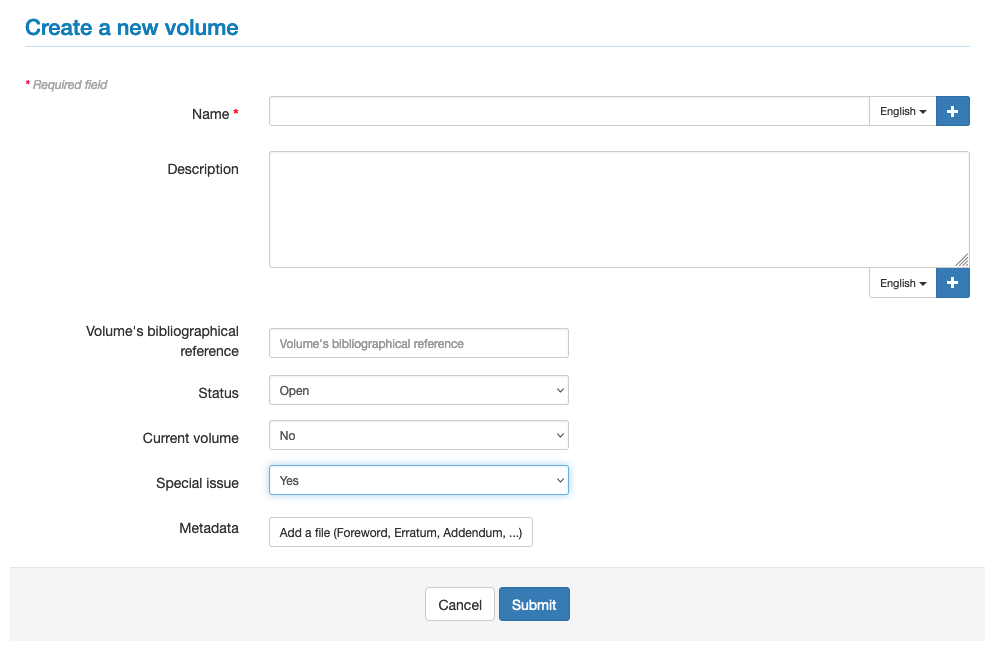 Create a new volume
* Required field
Name *
English
Description
English
Volume's bibliographical
reference
Volume's bibliographical reference
Status
Open
Current volume
No
Special issue
Yes
Metadata
Add a file (Foreword, Erratum, Addendum, ...)
Cancel
Submit